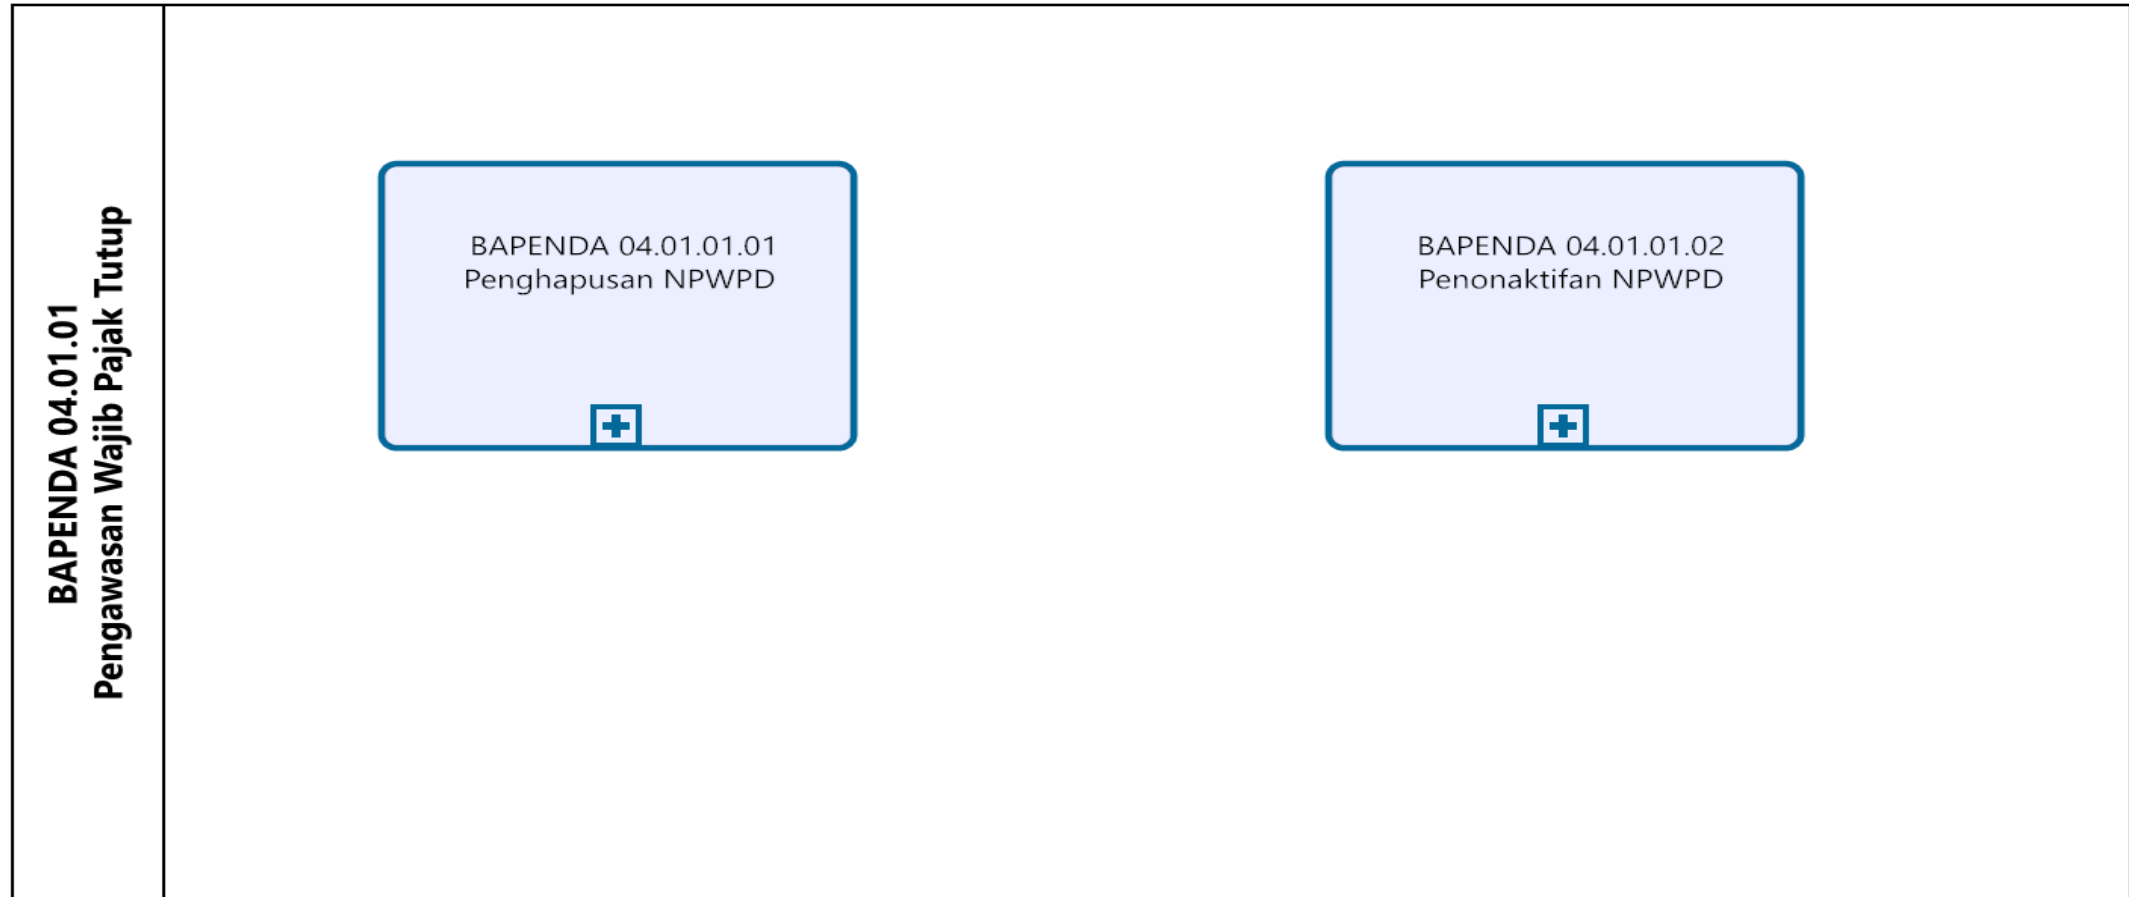 BAPENDA 04.01.01
Pengawasan Wajib Pajak Tutup
BAPENDA 04.01.01.01
Penghapusan NPWPD
BAPENDA 04.01.01.02
Penonaktifan NPWPD